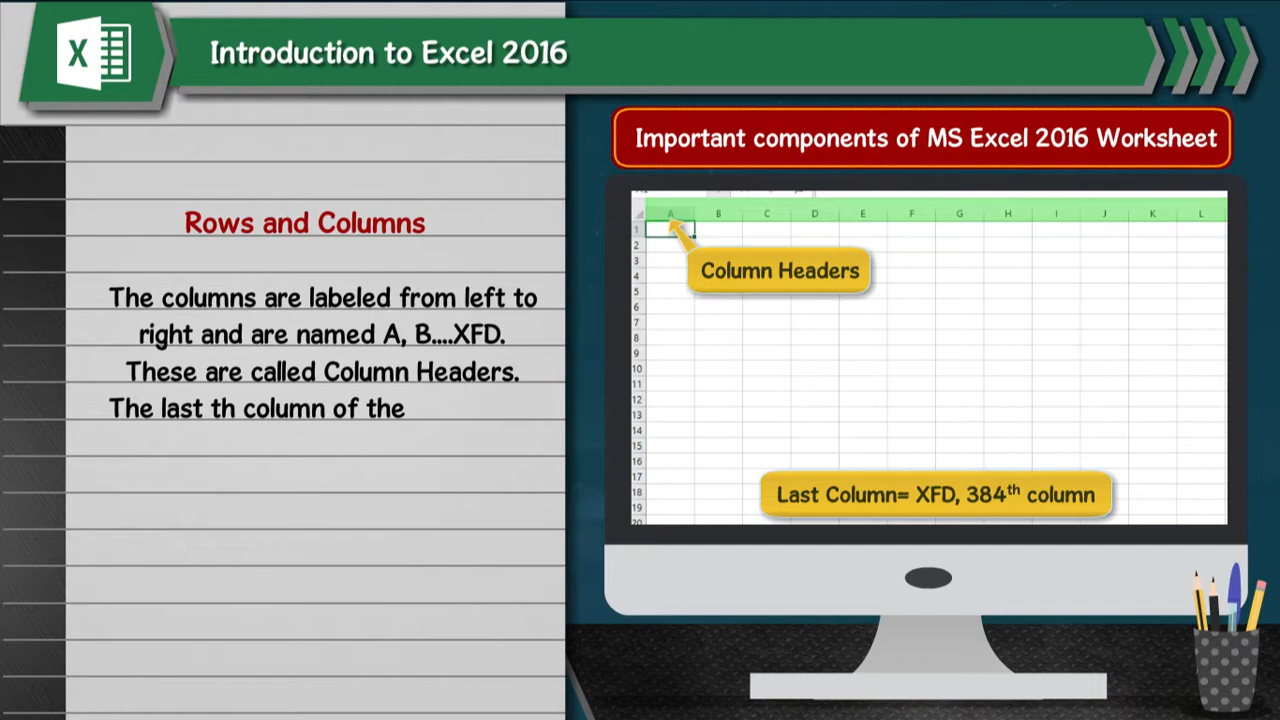 X
Introduction to Excel 2016
Important components of MS Excel 2016 Worksheet
Rows and Columns
The columns are labeled from left to
right and are named A, B....XFD.
These are called Column Headers.
The last th column of the
A B C D E F G H I J K L
1
2
3
4
5
6
7
8
9
10
11
12
13
14
15
16
17
18
19
20
Column Headers
Last Column= XFD, 384th column